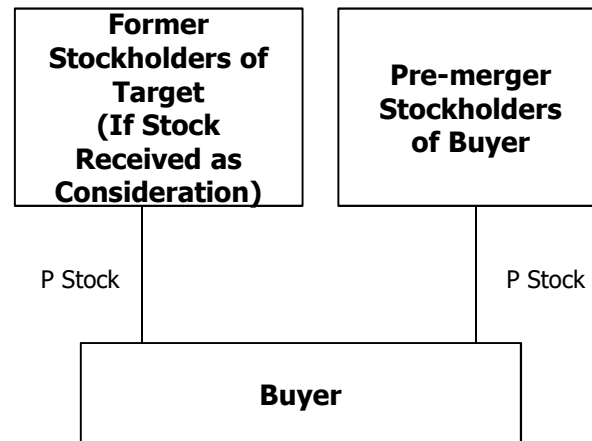 Former
Stockholders of
Target
(If Stock
Received as
Consideration)
Pre-merger
Stockholders
of Buyer
P Stock
P Stock
Buyer